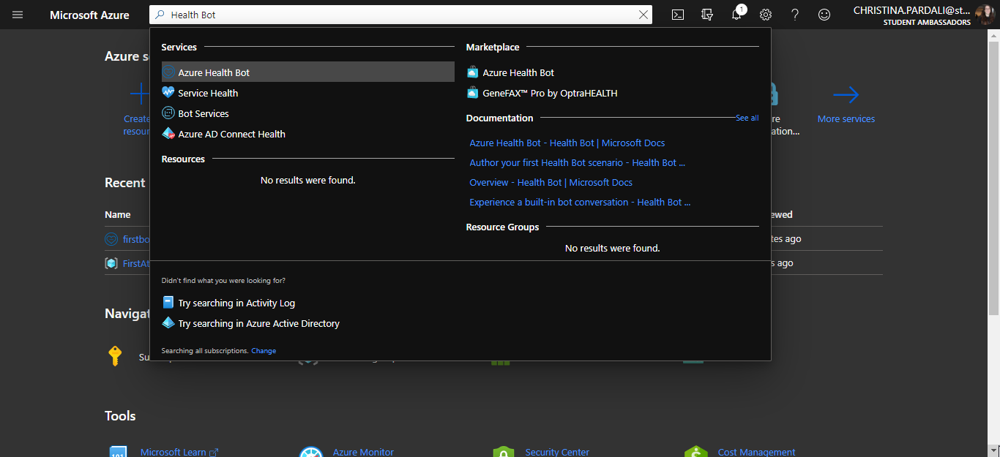 Microsoft Azure
Health Bot
1
CHRISTINA.PARDALI@st...
STUDENT AMBASSADORS
Azure s
Services
Azure Health Bot
Service Health
Bot Services
Azure AD Connect Health
Resources
No results were found.
Marketplace
Azure Health Bot
GeneFAX™ Pro by OptraHEALTH
Documentation
See all
Azure Health Bot - Health Bot | Microsoft Docs
Author your first Health Bot scenario - Health Bot ...
Overview - Health Bot | Microsoft Docs
Experience a built-in bot conversation - Health Bot ...
Resource Groups
No results were found.
Didn't find what you were looking for?
Try searching in Activity Log
Try searching in Azure Active Directory
Searching all subscriptions. Change
Create
resour
re
ation...
More services
Recent
Name
ewed
firstbo
tes ago
FirstAt
s ago
Navigat
Su
Tools
101
Microsoft Learn
Azure Monitor
Security Center
Cost Management